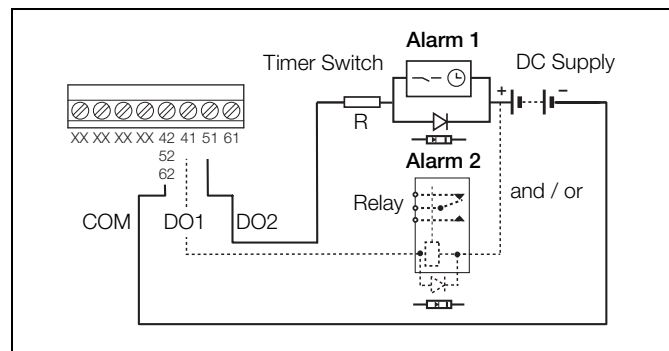 Alarm 1
Timer Switch
DC Supply
+
−
R
XX XX XX XX 42 41 51 61
52
62
Alarm 2
Relay
and / or
COM
DO1
DO2